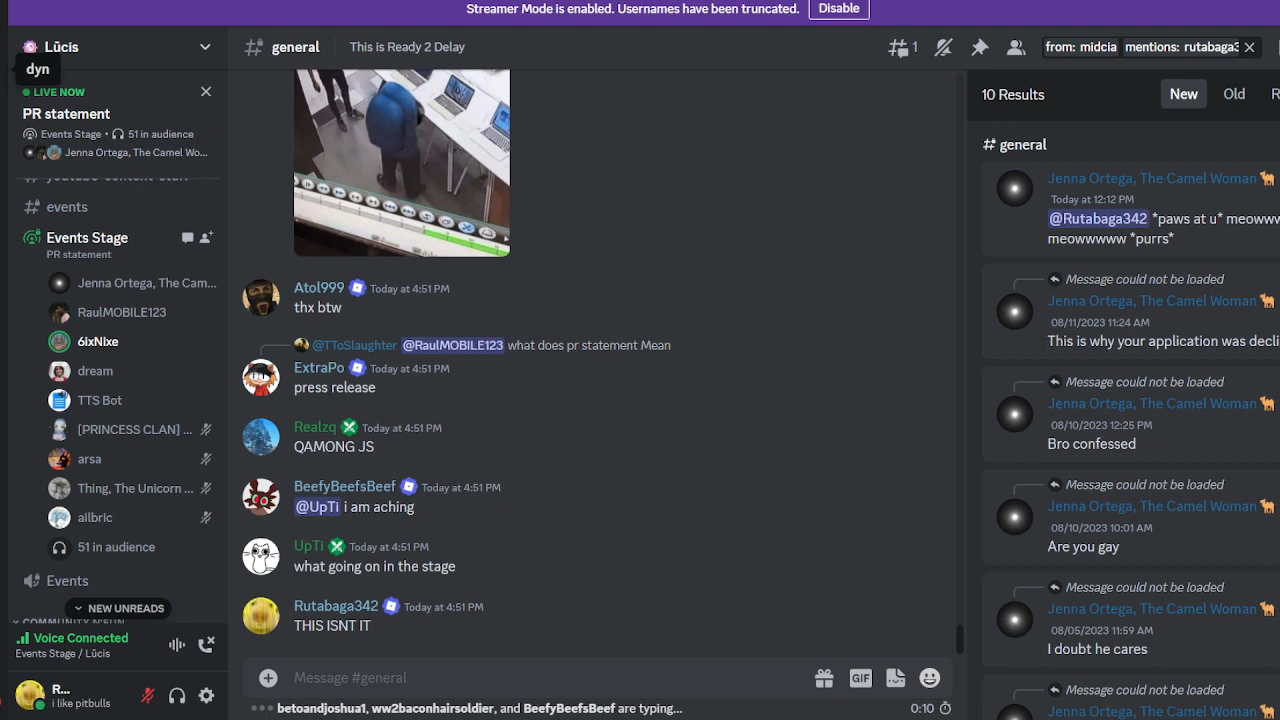 Streamer Mode is enabled. Usernames have been truncated.
Disable
Lūcis
dyn
LIVE NOW
PR statement
Events Stage • 51 in audience
Jenna Ortega, The Camel Wo...
events
Events Stage
PR statement
Jenna Ortega, The Cam...
RaulMOBILE123
6ixNixe
dream
TTS Bot
[PRINCESS CLAN] ...
arsa
Thing, The Unicorn ...
allbric
51 in audience
Events
NEW UNREADS
Voice Connected
Events Stage / Lūcis
R...
i like pitbulls
general
This is Ready 2 Delay
1
from: midcia mentions: rutabaga3
Atol999 Today at 4:51 PM
thx btw
@TToSlaughter @RaulMOBILE123 what does pr statement Mean
ExtraPo Today at 4:51 PM
press release
Realzq Today at 4:51 PM
QAMONG JS
BeefyBeefsBeef Today at 4:51 PM
@UpTi i am aching
UpTi Today at 4:51 PM
what going on in the stage
Rutabaga342 Today at 4:51 PM
THIS ISNT IT
Message #general
GIF
betoandjoshua1, ww2baconhairsoldier, and BeefyBeefsBeef are typing...
0:10
10 Results
New
Old
R
# general
Jenna Ortega, The Camel Woman
Today at 12:12 PM
@Rutabaga342 *paws at u* meowww
meowwwww *purrs*
Message could not be loaded
Jenna Ortega, The Camel Woman
08/11/2023 11:24 AM
This is why your application was decli
Message could not be loaded
Jenna Ortega, The Camel Woman
08/10/2023 12:25 PM
Bro confessed
Message could not be loaded
Jenna Ortega, The Camel Woman
08/10/2023 10:01 AM
Are you gay
Message could not be loaded
Jenna Ortega, The Camel Woman
08/05/2023 11:59 AM
I doubt he cares
Message could not be loaded
Jenna Ortega, The Camel Woman